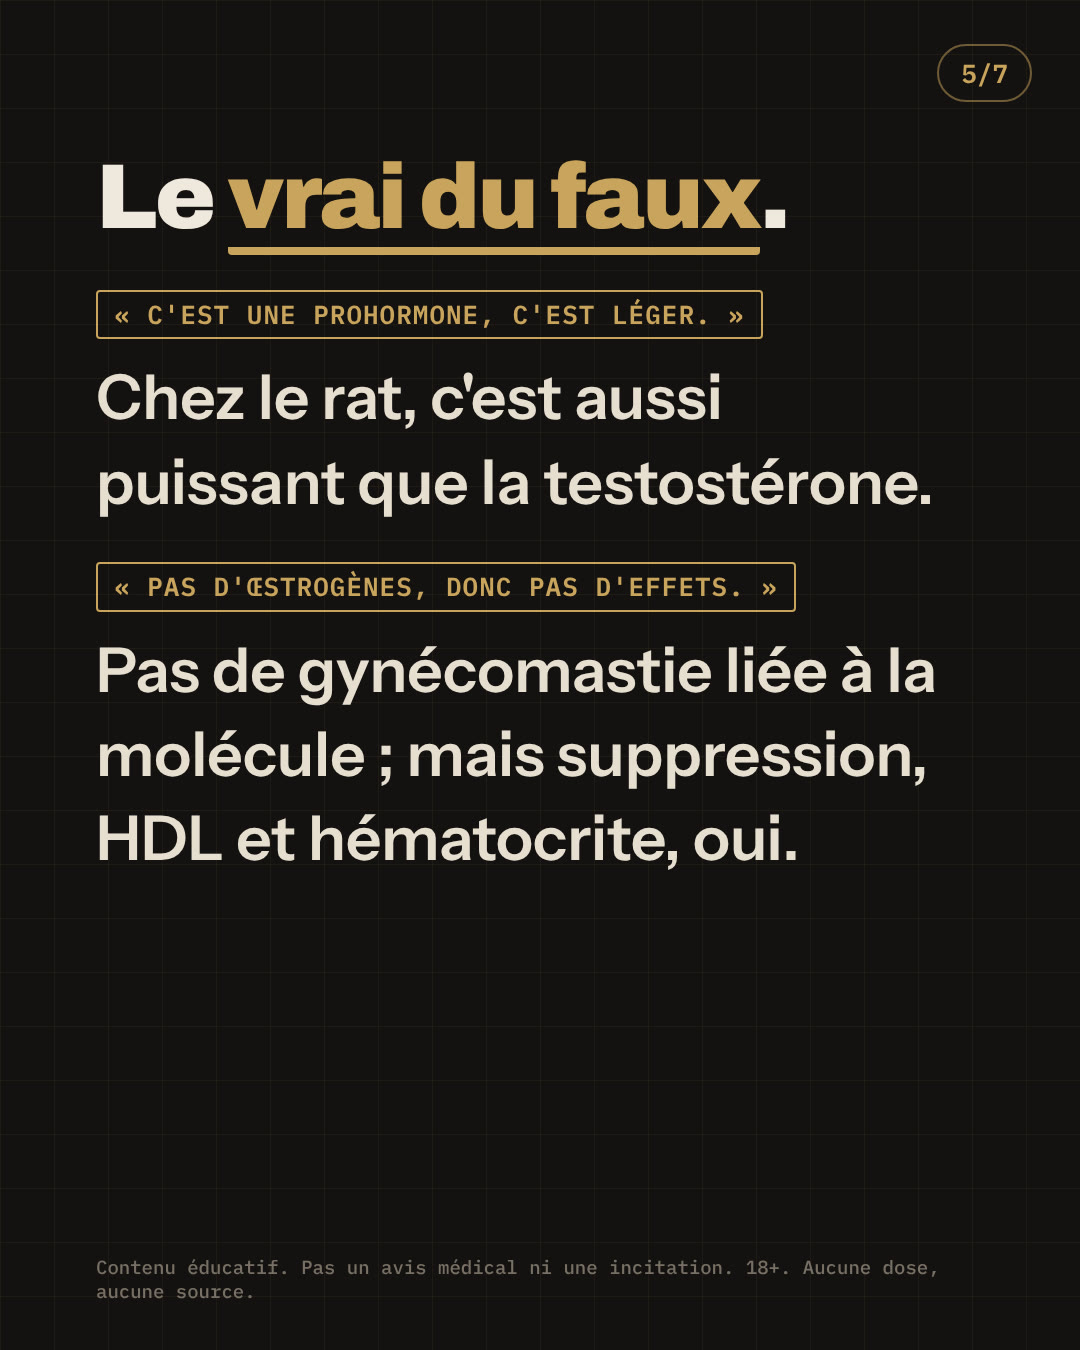 5/7
Le vrai du faux.
« C'EST UNE PROHORMONE, C'EST LÉGER. »
Chez le rat, c'est aussi
puissant que la testostérone.
« PAS D'ŒSTROGÈNES, DONC PAS D'EFFETS. »
Pas de gynécomastie liée à la
molécule ; mais suppression,
HDL et hématocrite, oui.
Contenu éducatif. Pas un avis médical ni une incitation. 18+. Aucune dose,
aucune source.